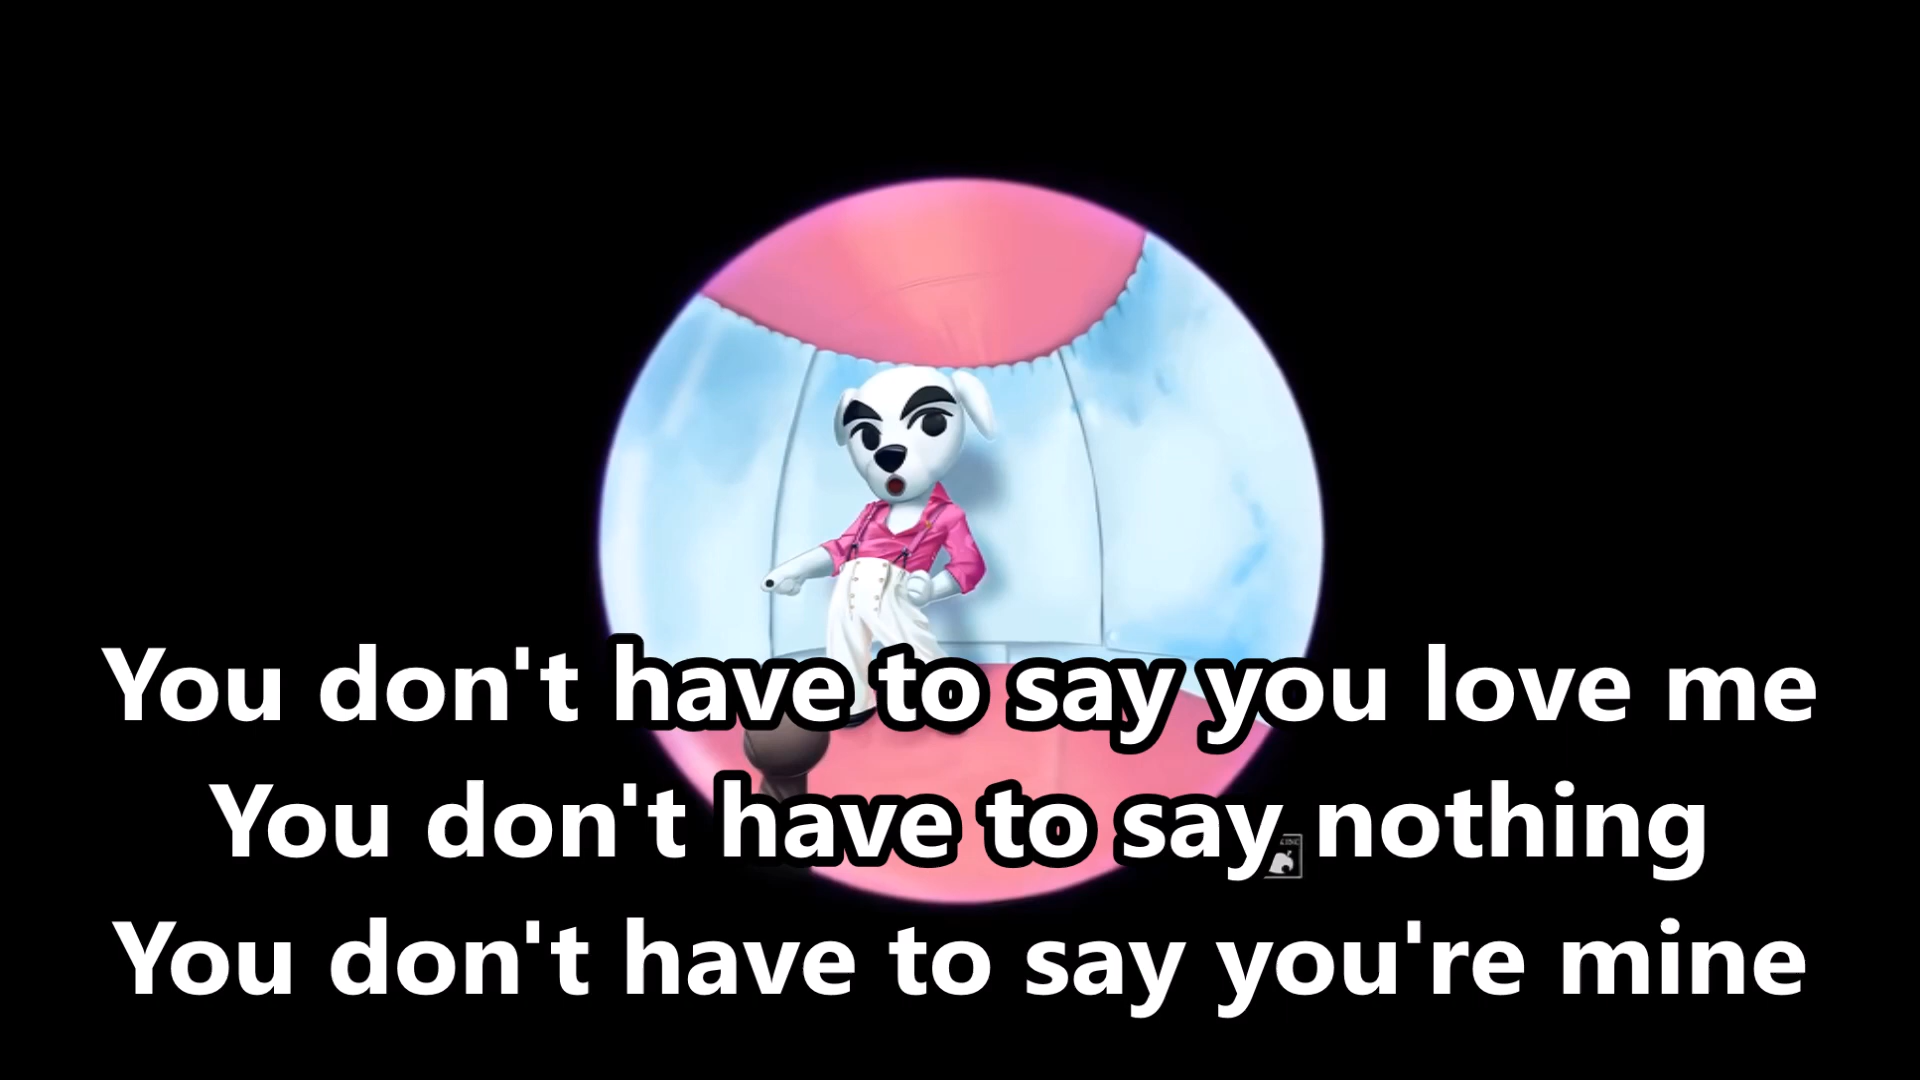 You don't have to say you love me
You don't have to say nothing
You don't have to say you're mine